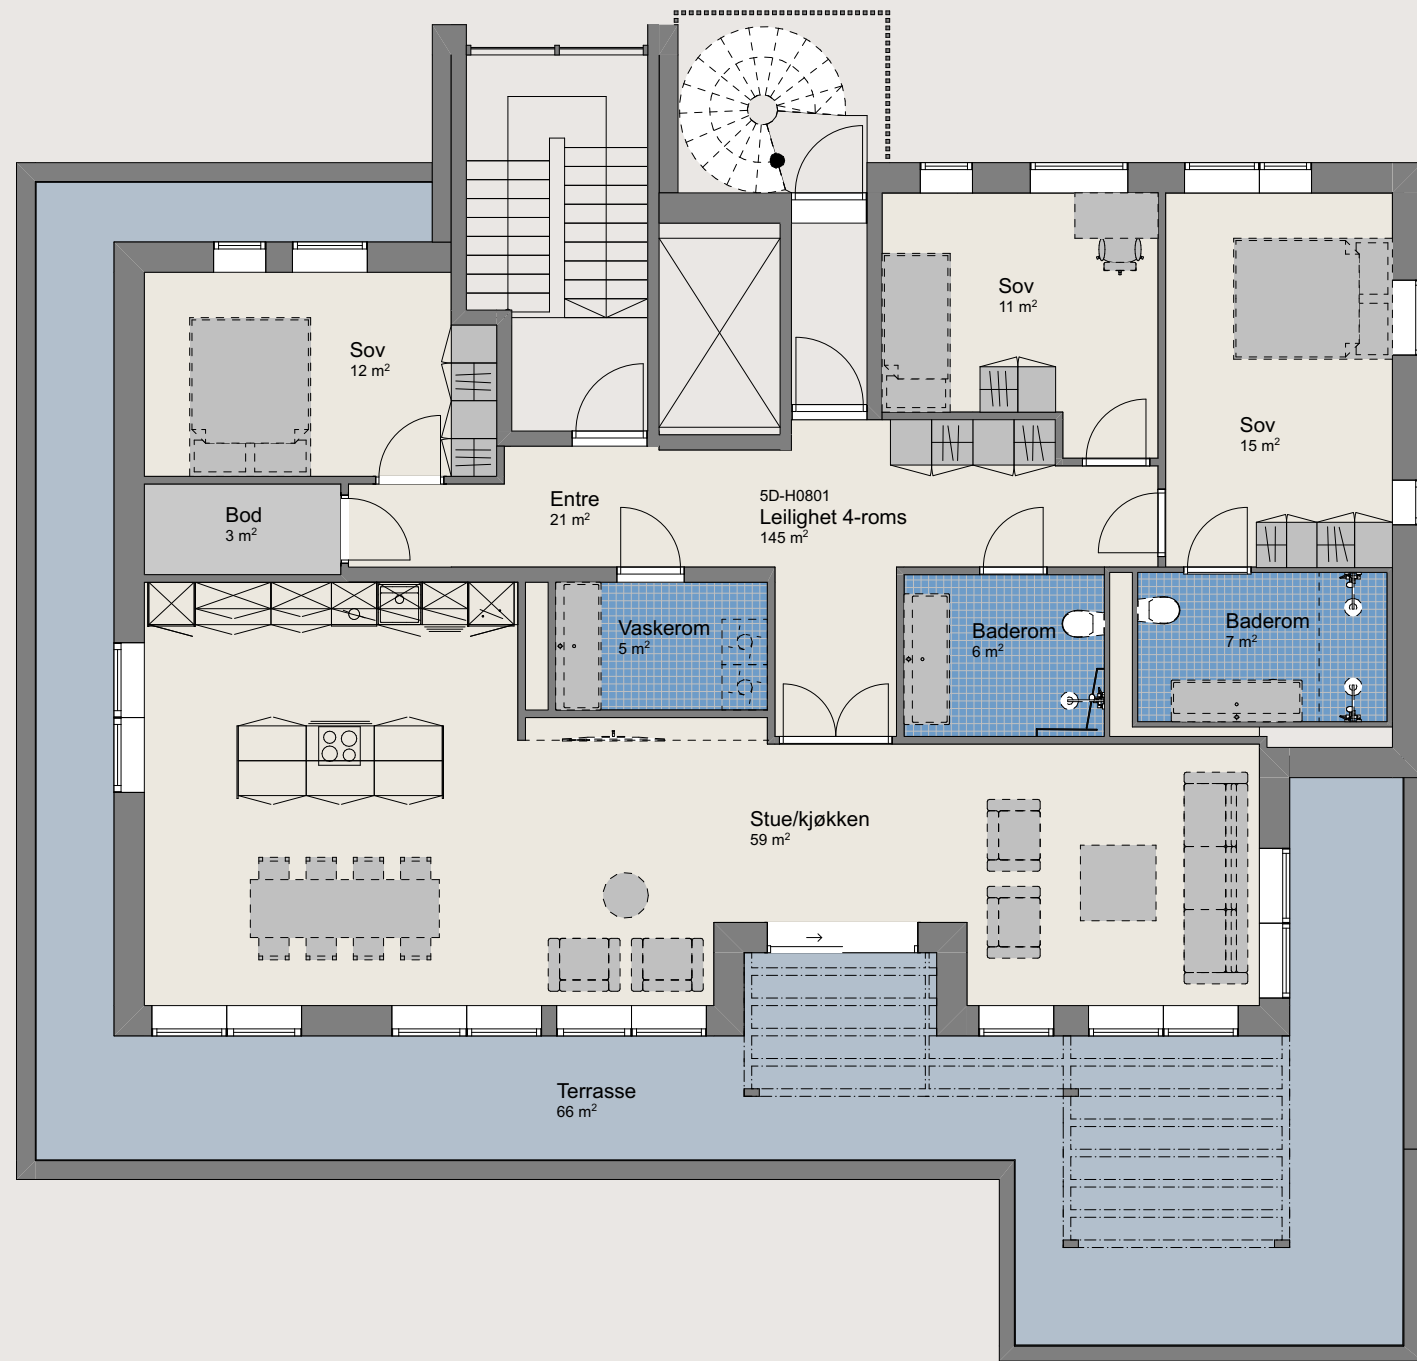 Sov
11 m²
Sov
12 m²
Sov
15 m²
Entre
21 m²
5D-H0801
Leilighet 4-roms
145 m²
Bod
3 m²
Vaskerom
5 m²
Baderom
6 m²
Baderom
7 m²
Stue/kjøkken
59 m²
Terrasse
66 m²